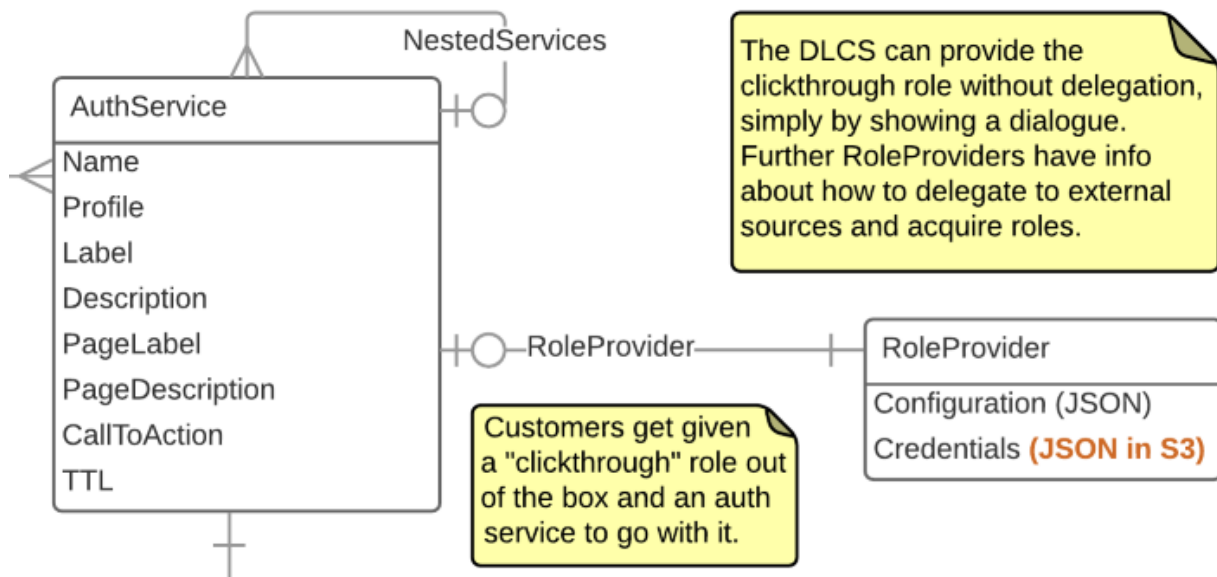 NestedServices
AuthService
Name
Profile
Label
Description
PageLabel
PageDescription
CallToAction
TTL
The DLCS can provide the
clickthrough role without delegation,
simply by showing a dialogue.
Further RoleProviders have info
about how to delegate to external
sources and acquire roles.
RoleProvider
RoleProvider
Configuration (JSON)
Credentials (JSON in S3)
Customers get given
a "clickthrough" role out
of the box and an auth
service to go with it.